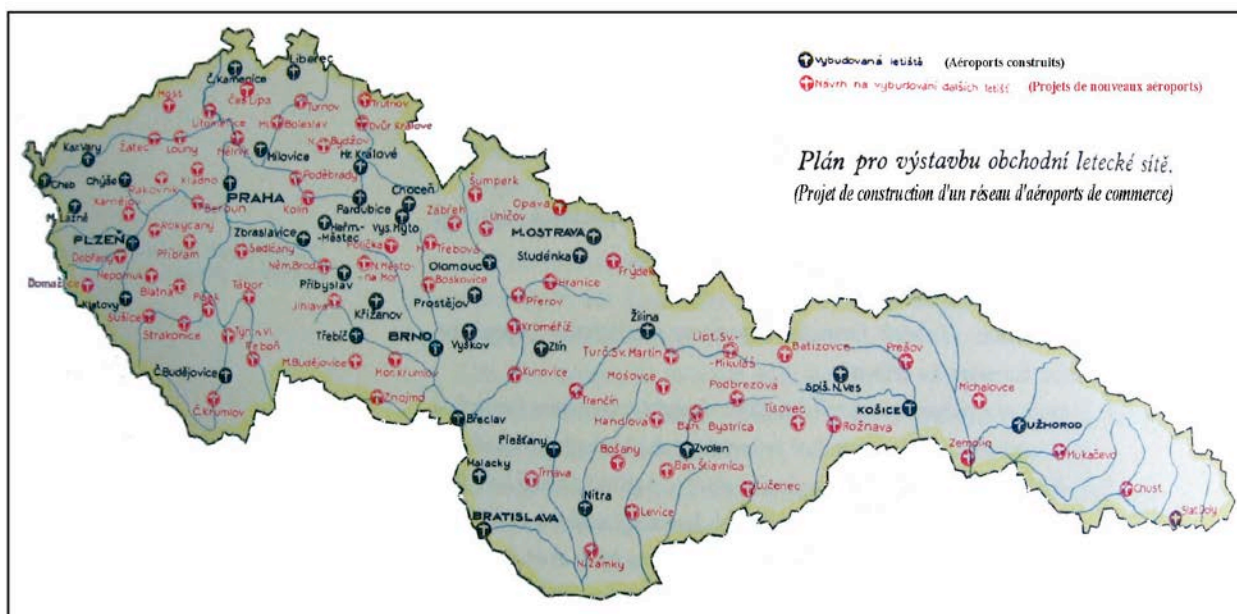 Vybudovaná letiště (Aéroports construits)
Návrh na vybudování dalších letišť (Projets de nouveaux aéroports)
Plán pro výstavbu obchodní letecké sítě.
(Projet de construction d'un réseau d'aéroports de commerce)
Liberec
Č.Kamenice
Čes Lípa
Most
Turnov
Trutnov
Litoměřice
Ml. Boleslav
Dvůr Králové
Kar.Vary
Žatec
Louny
Mělník
Milovice
N. Bydžov
Hr. Králové
Cheb
Chyše
Rakovník
Kladno
Poděbrady
Choceň
Šumperk
Opava
PRAHA
Kolín
Pardubice
M. Lázně
Beroun
Zábřeh
Uničov
Rokycany
Zbraslavice
Heřm.-
-Městec
Vys. Mýto
M. Třebová
M.OSTRAVA
PLZEŇ
Příbram
Sedlčany
Polička
Olomouc
Studénka
Frýdek
Dobřany
Něm. Brod
N. Město-
na Mor.
Domažlice
Nepomuk
Blatná
Písek
Tábor
Přibyslav
Boskovice
Hranice
Klatovy
Jihlava
Křižanov
Prostějov
Přerov
Sušice
Strakonice
Týn n.Vl.
Třeboň
Třebíč
BRNO
Vyškov
Kroměříž
Zlín
Žilina
Č. Budějovice
M. Budějovice
Mor. Krumlov
Kunovice
Turč. Sv. Martin
Lipt. Sv.-
-Mikuláš
Batizovce
Prešov
Č. Krumlov
Znojmo
Trenčín
Mošovce
Podbrezová
Spiš. N. Ves
Michalovce
Břeclav
Handlová
Ban. Bystrica
Tisovec
Rožnava
KOŠICE
UŽHOROD
Piešťany
Zvolen
Malacky
Trnava
Bošany
Ban. Štiavnica
Mukačevo
Lučenec
Chust
Nitra
Levice
Slat. Doly
BRATISLAVA
N. Zámky